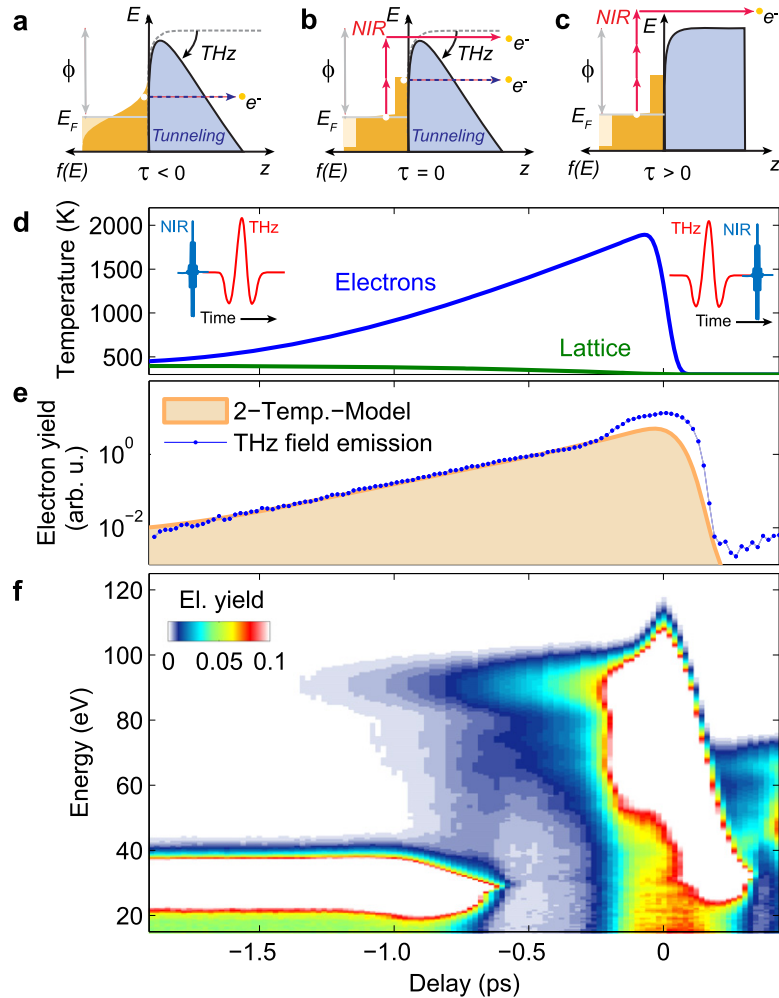 a
E
ϕ
THz
e-
E_F
Tunneling
f(E)
τ < 0
z
b
E
NIR
e-
ϕ
THz
e-
E_F
Tunneling
f(E)
τ = 0
z
c
NIR
E
e-
ϕ
E_F
f(E)
τ > 0
z
d
Temperature (K)
2000
1500
1000
500
NIR
THz
Time
Electrons
Lattice
THz
NIR
Time
e
Electron yield
(arb. u.)
10^0
10^−2
2−Temp.−Model
THz field emission
f
Energy (eV)
120
100
80
60
40
20
El. yield
0 0.05 0.1
−1.5 −1.0 −0.5 0
Delay (ps)